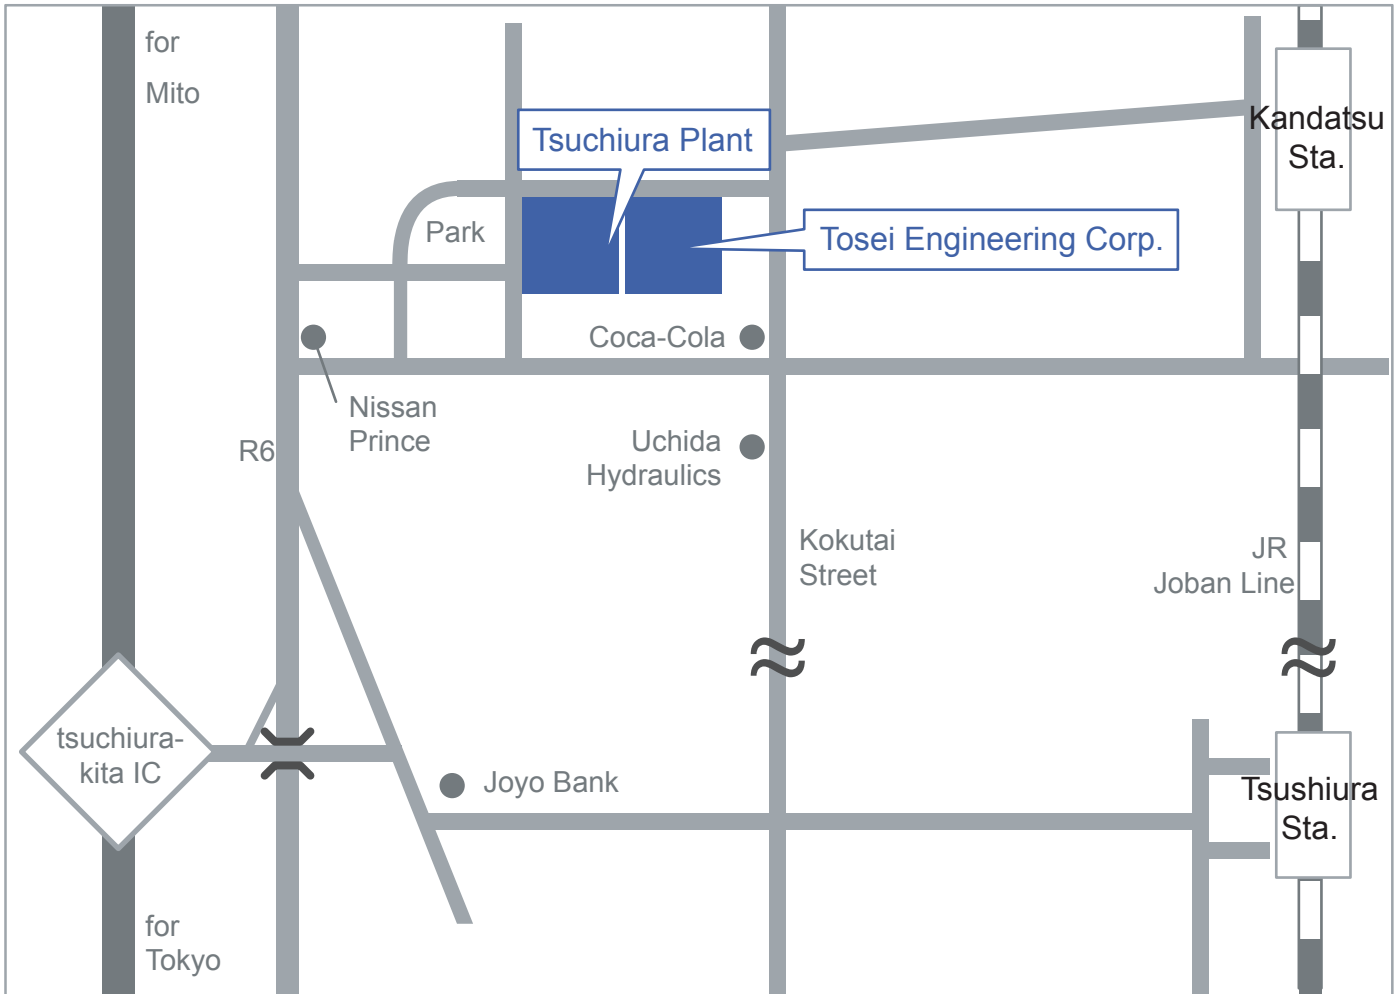 for
Mito
Kandatsu
Sta.
Tsuchiura Plant
Park
Tosei Engineering Corp.
Coca-Cola
Nissan
Prince
R6
Uchida
Hydraulics
Kokutai
Street
JR
Joban Line
tsuchiura-
kita IC
Joyo Bank
Tsushiura
Sta.
for
Tokyo